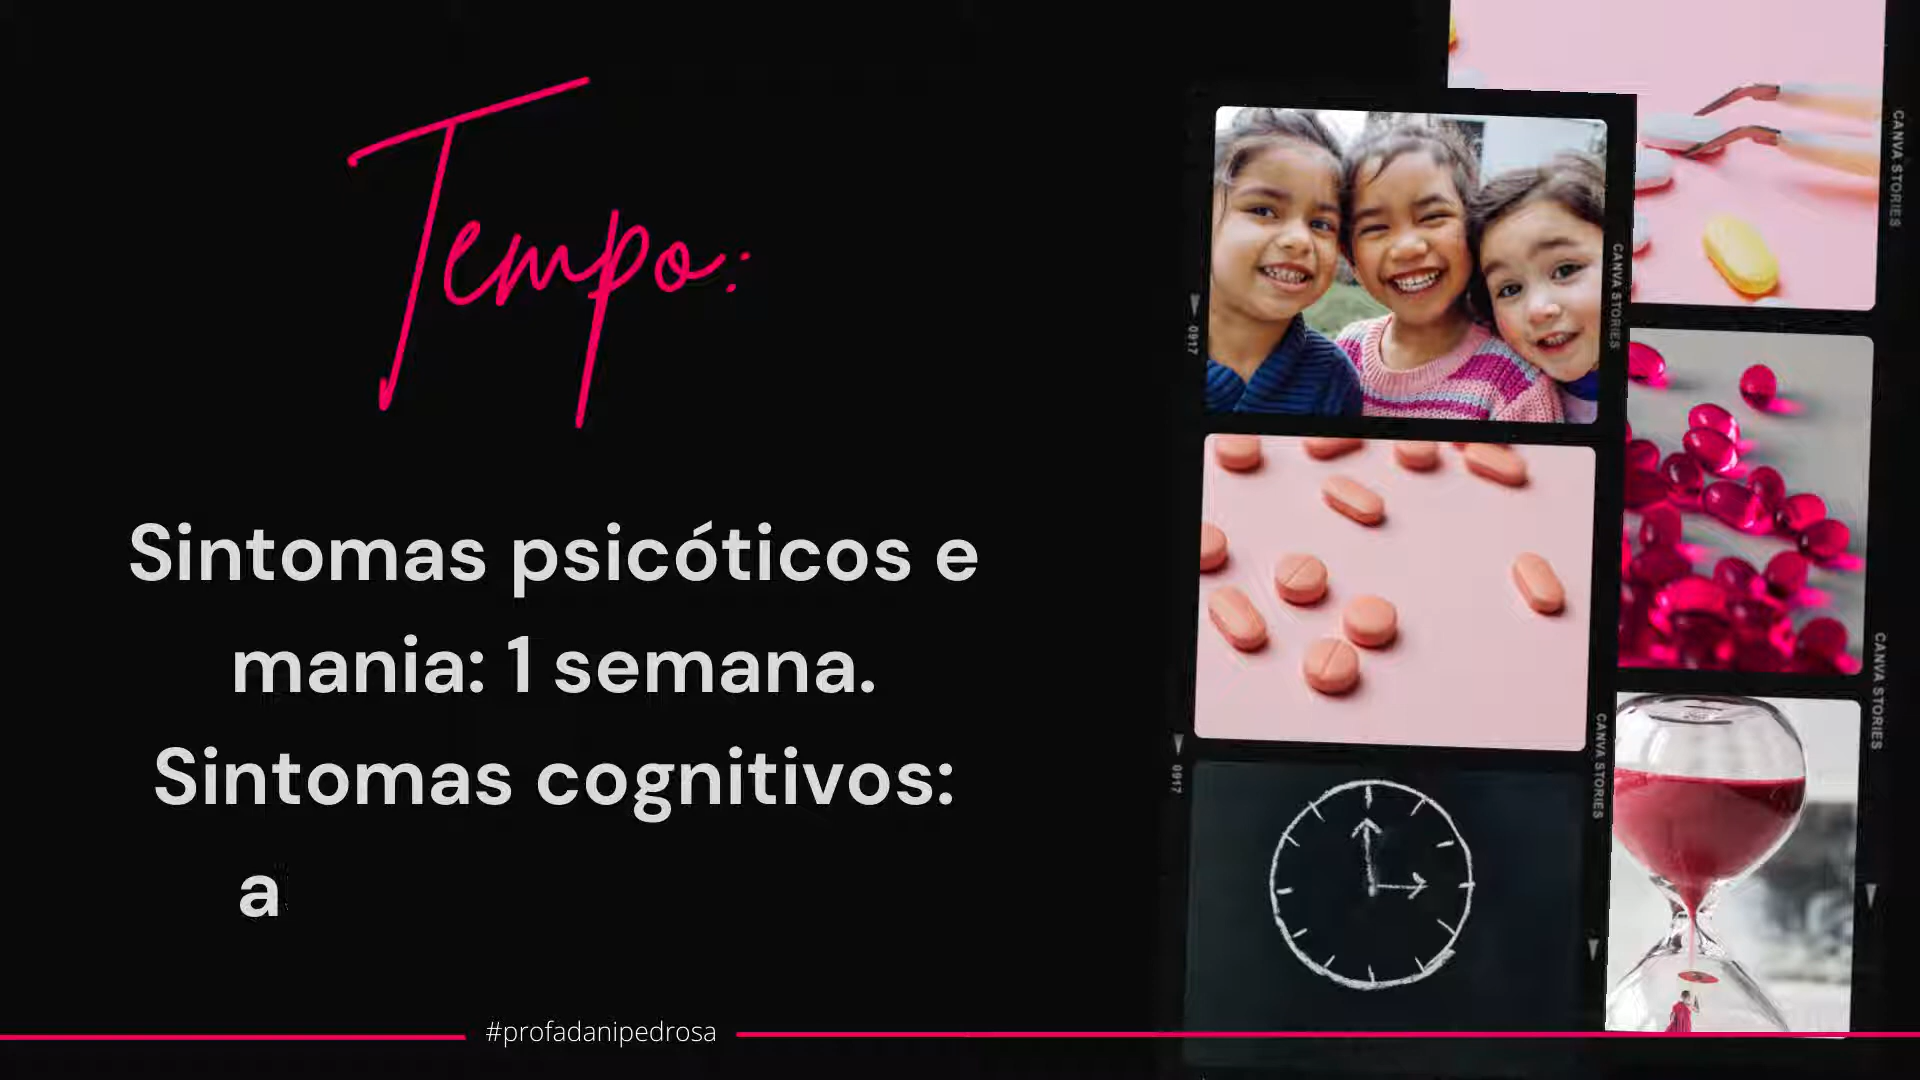 Tempo:
Sintomas psicóticos e
mania: 1 semana.
Sintomas cognitivos:
a
#profadanipedrosa
CANVA STORIES
CANVA STORIES
CANVA STORIES
CANVA STORIES
0917
0917